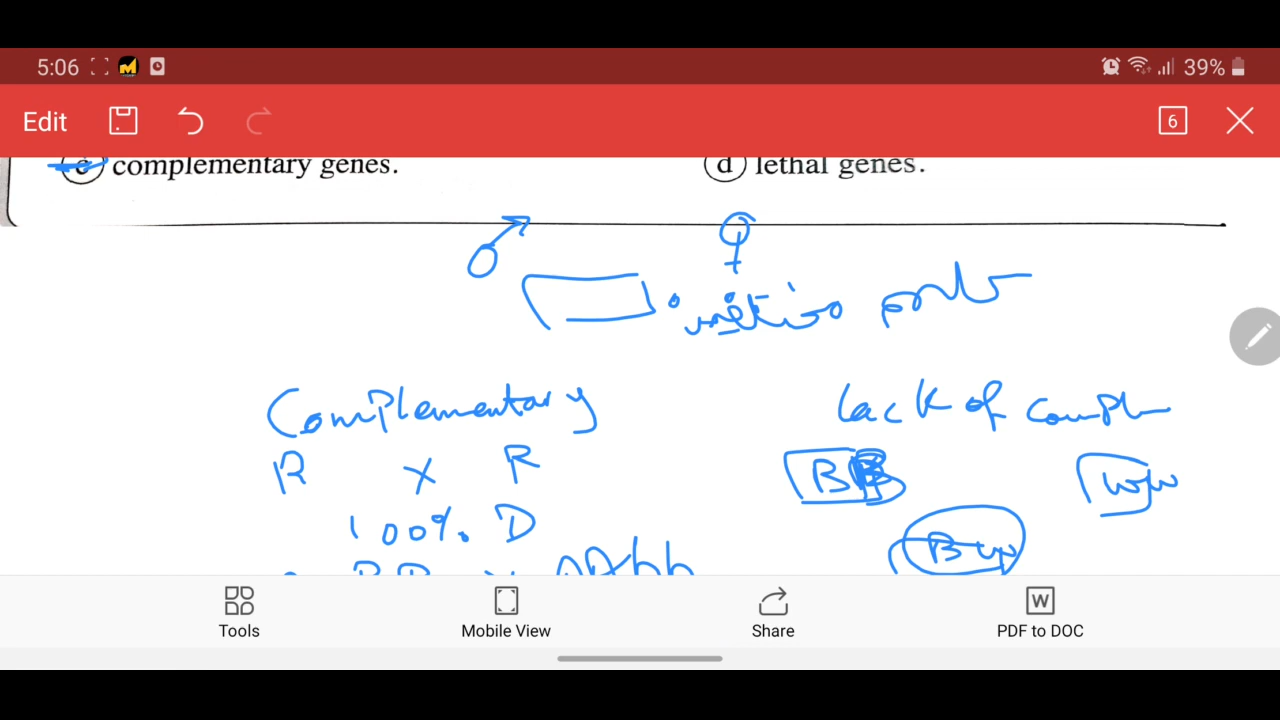 5:06 39%
Edit 6
c complementary genes. d lethal genes.
Complementary lack of
R X R BB ww
100% D Bw
Tools Mobile View Share PDF to DOC
W